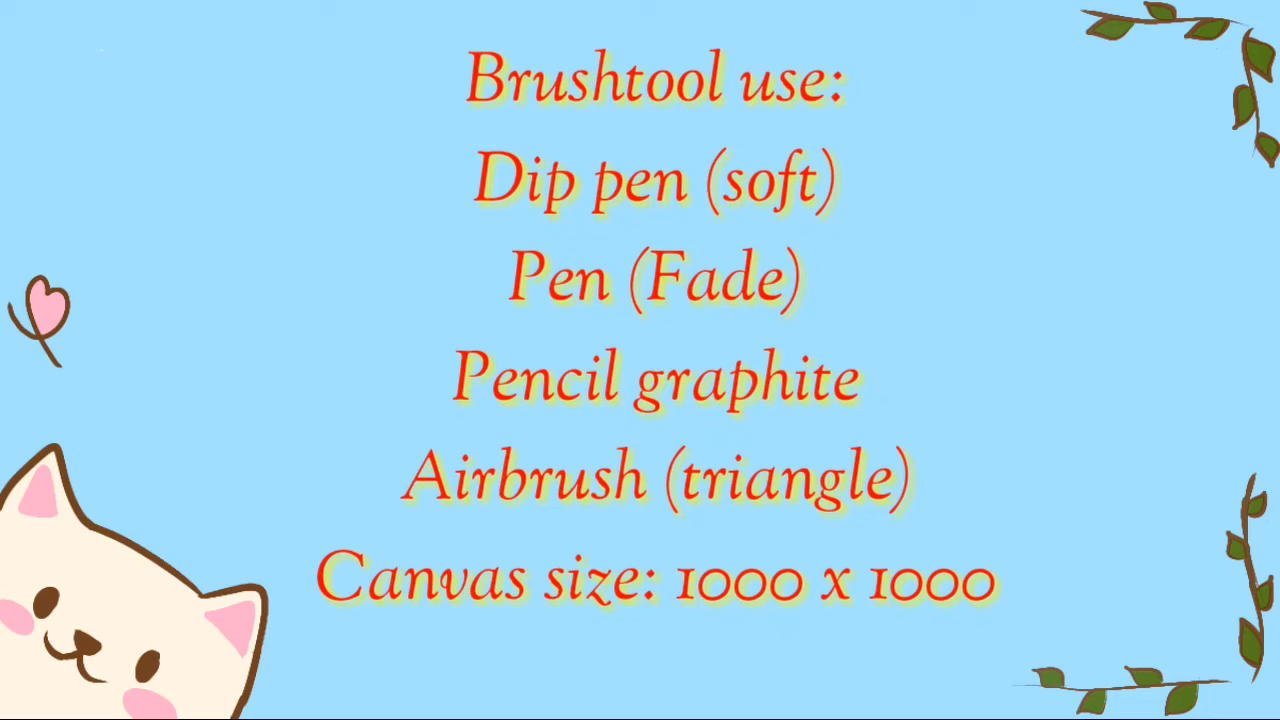 Brushtool use:
Dip pen (soft)
Pen (Fade)
Pencil graphite
Airbrush (triangle)
Canvas size: 1000 x 1000